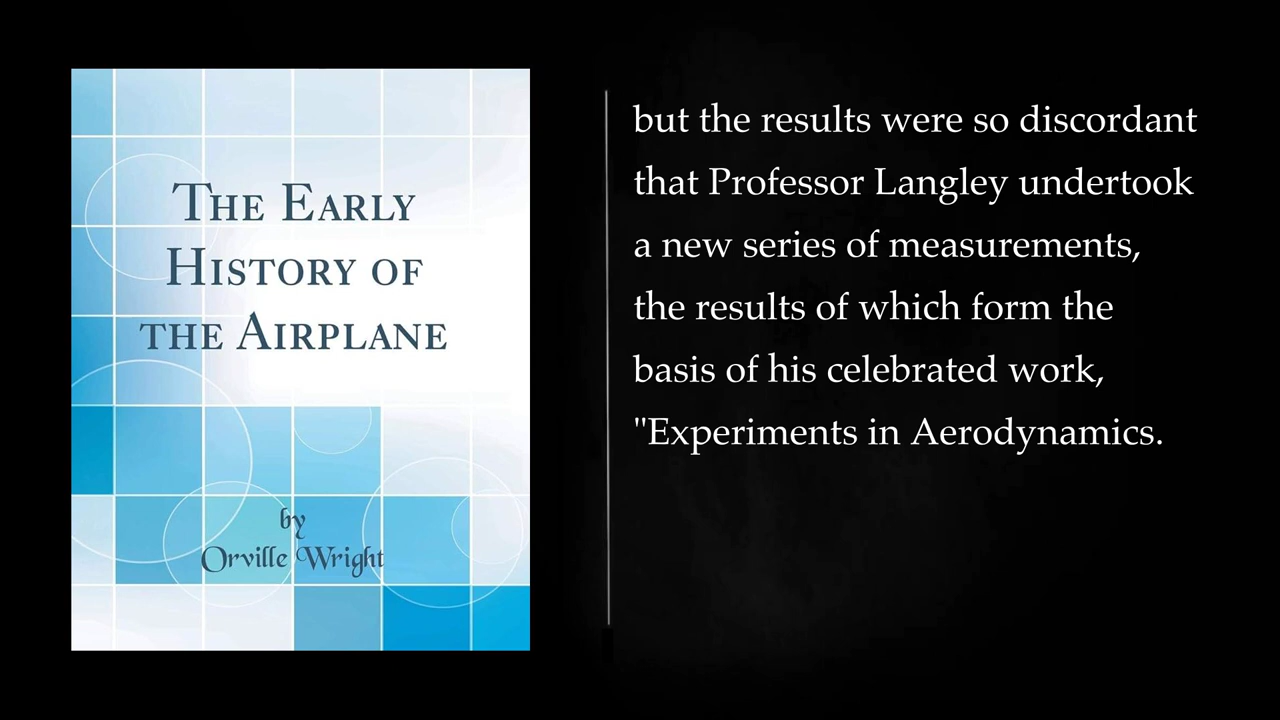 The Early
History of
the Airplane
by
Orville Wright
but the results were so discordant
that Professor Langley undertook
a new series of measurements,
the results of which form the
basis of his celebrated work,
"Experiments in Aerodynamics.